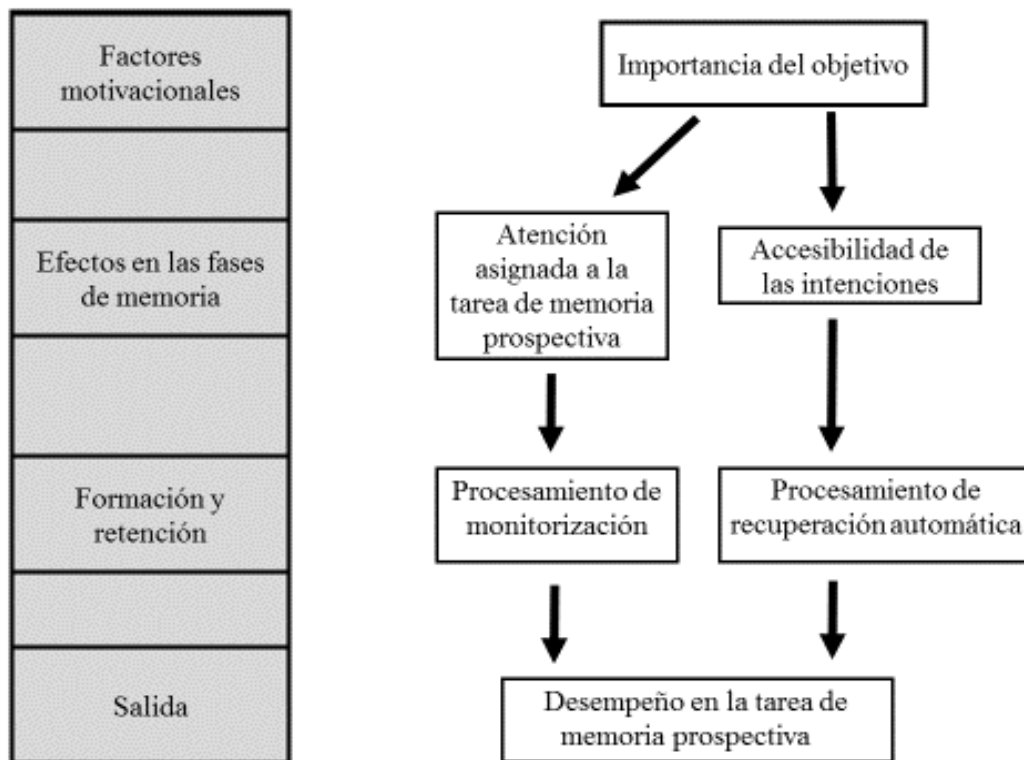 Factores
motivacionales
Importancia del objetivo
Efectos en las fases
de memoria
Atención
asignada a la
tarea de memoria
prospectiva
Accesibilidad de
las intenciones
Formación y
retención
Procesamiento de
monitorización
Procesamiento de
recuperación automática
Salida
Desempeño en la tarea de
memoria prospectiva